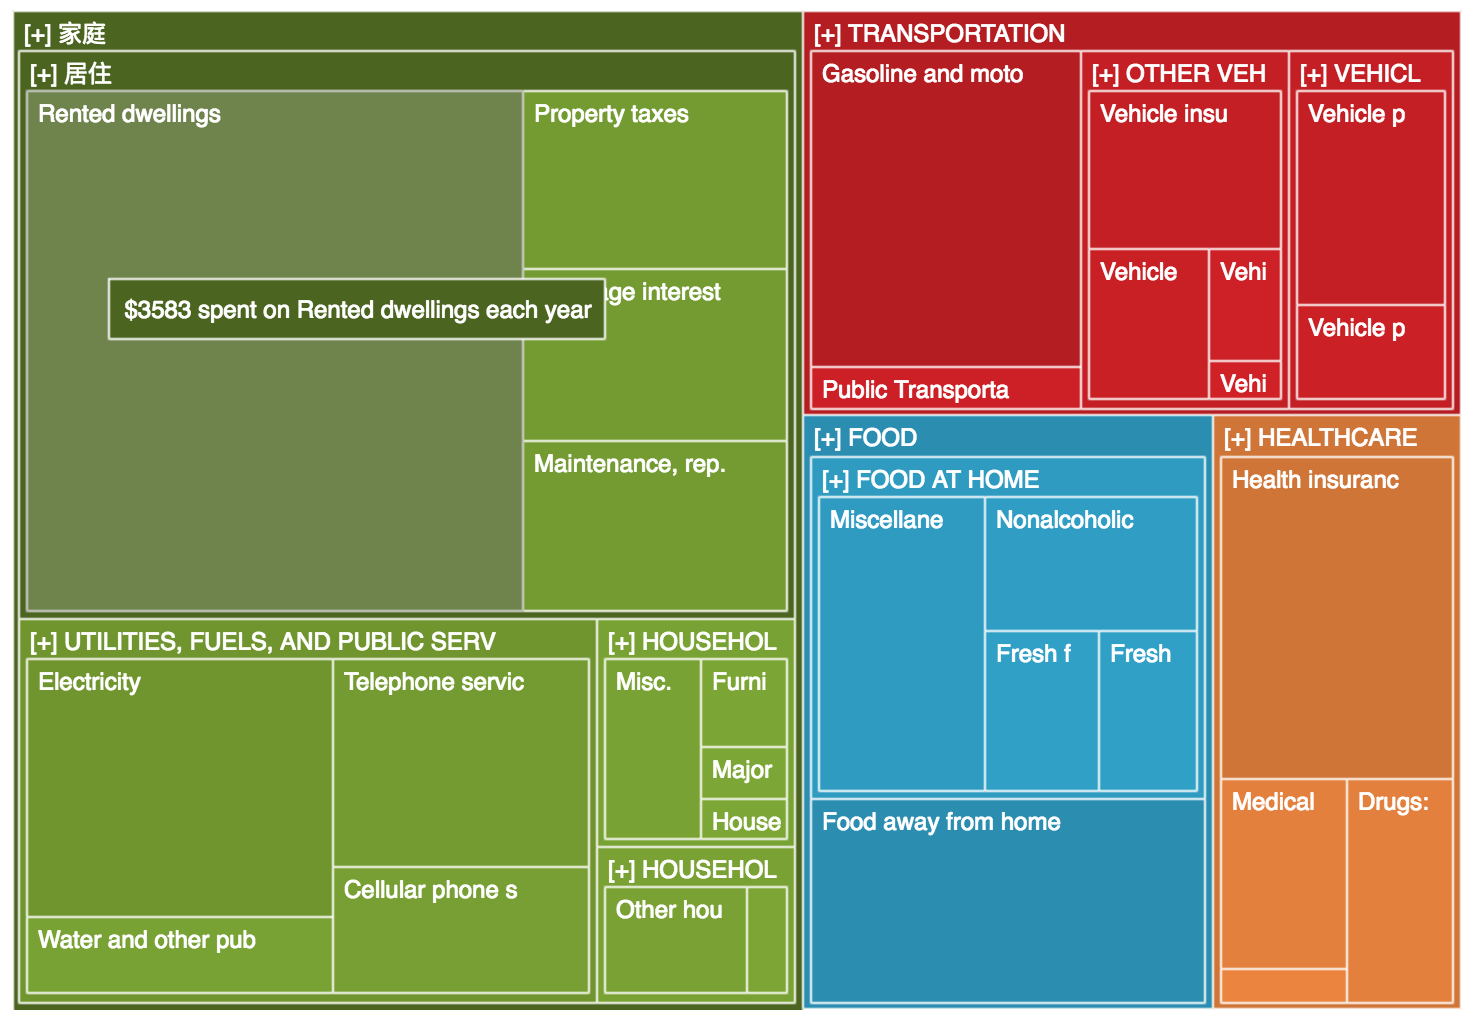 [+] 家庭
[+] 居住
Rented dwellings
Property taxes
$3583 spent on Rented dwellings each year
age interest
Maintenance, rep.
[+] UTILITIES, FUELS, AND PUBLIC SERV
Electricity
Telephone servic
Cellular phone s
Water and other pub
[+] HOUSEHOL
Misc.
Furni
Major
House
[+] HOUSEHOL
Other hou
[+] TRANSPORTATION
Gasoline and moto
Public Transporta
[+] OTHER VEH
Vehicle insu
Vehicle
Vehi
Vehi
[+] VEHICL
Vehicle p
Vehicle p
[+] FOOD
[+] FOOD AT HOME
Miscellane
Nonalcoholic
Fresh f
Fresh
Food away from home
[+] HEALTHCARE
Health insuranc
Medical
Drugs: